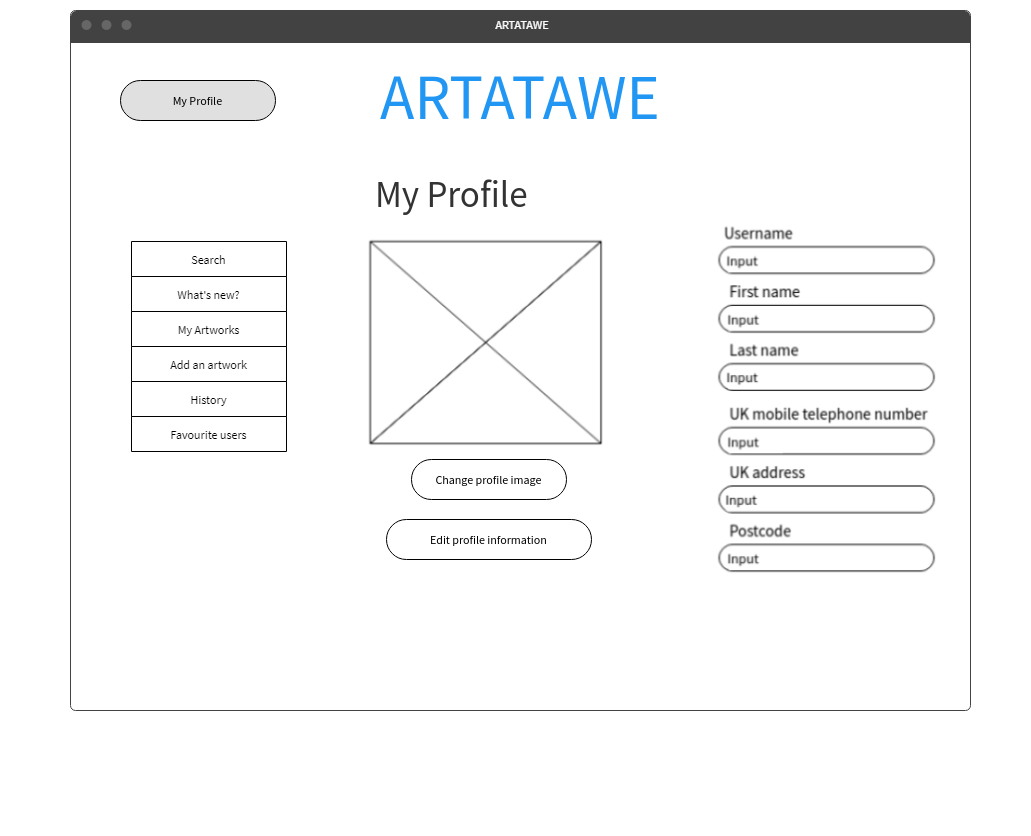 ARTATAWE
My Profile
ARTATAWE
My Profile
Search
What's new?
My Artworks
Add an artwork
History
Favourite users
Change profile image
Edit profile information
Username
Input
First name
Input
Last name
Input
UK mobile telephone number
Input
UK address
Input
Postcode
Input